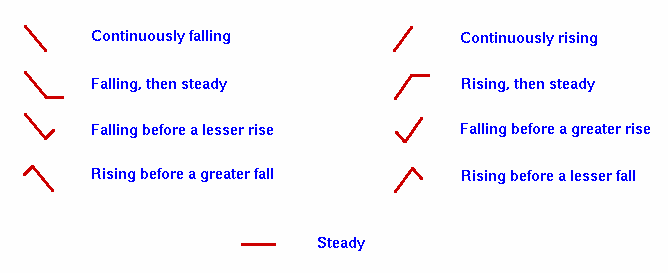 Continuously falling
Continuously rising
Falling, then steady
Rising, then steady
Falling before a lesser rise
Falling before a greater rise
Rising before a greater fall
Rising before a lesser fall
Steady